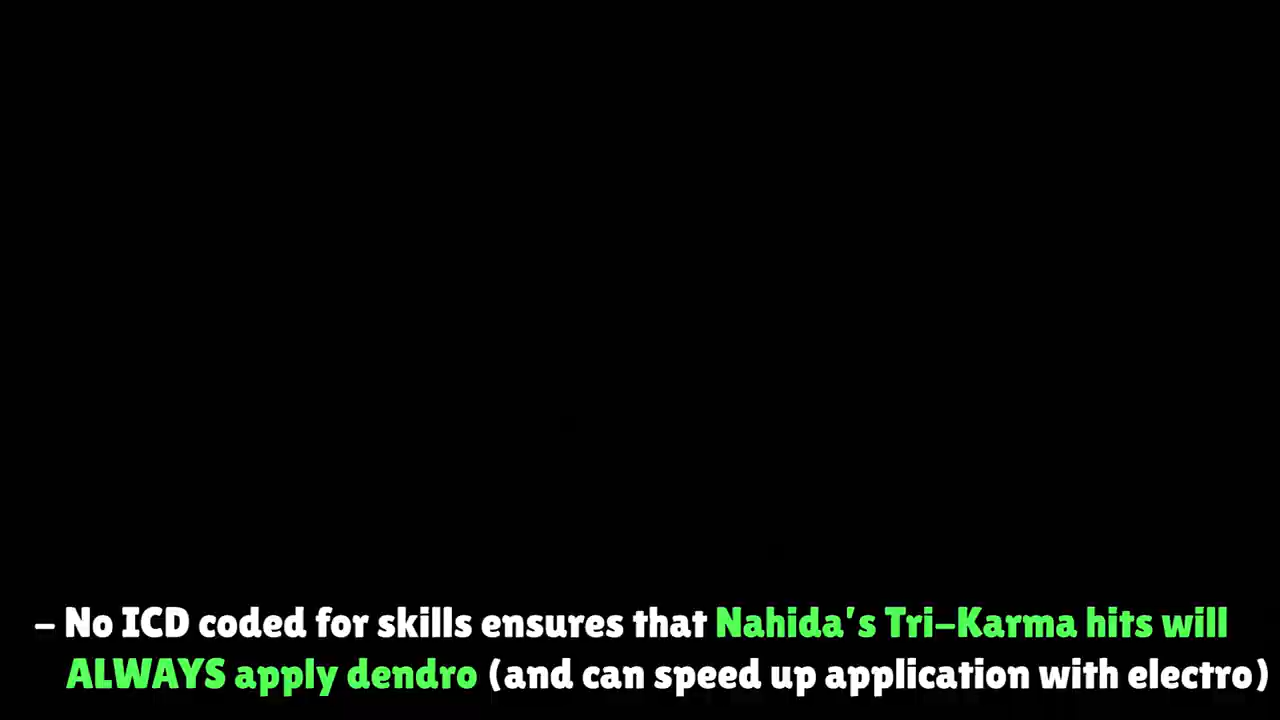 - No ICD coded for skills ensures that Nahida's Tri-Karma hits will
ALWAYS apply dendro (and can speed up application with electro)